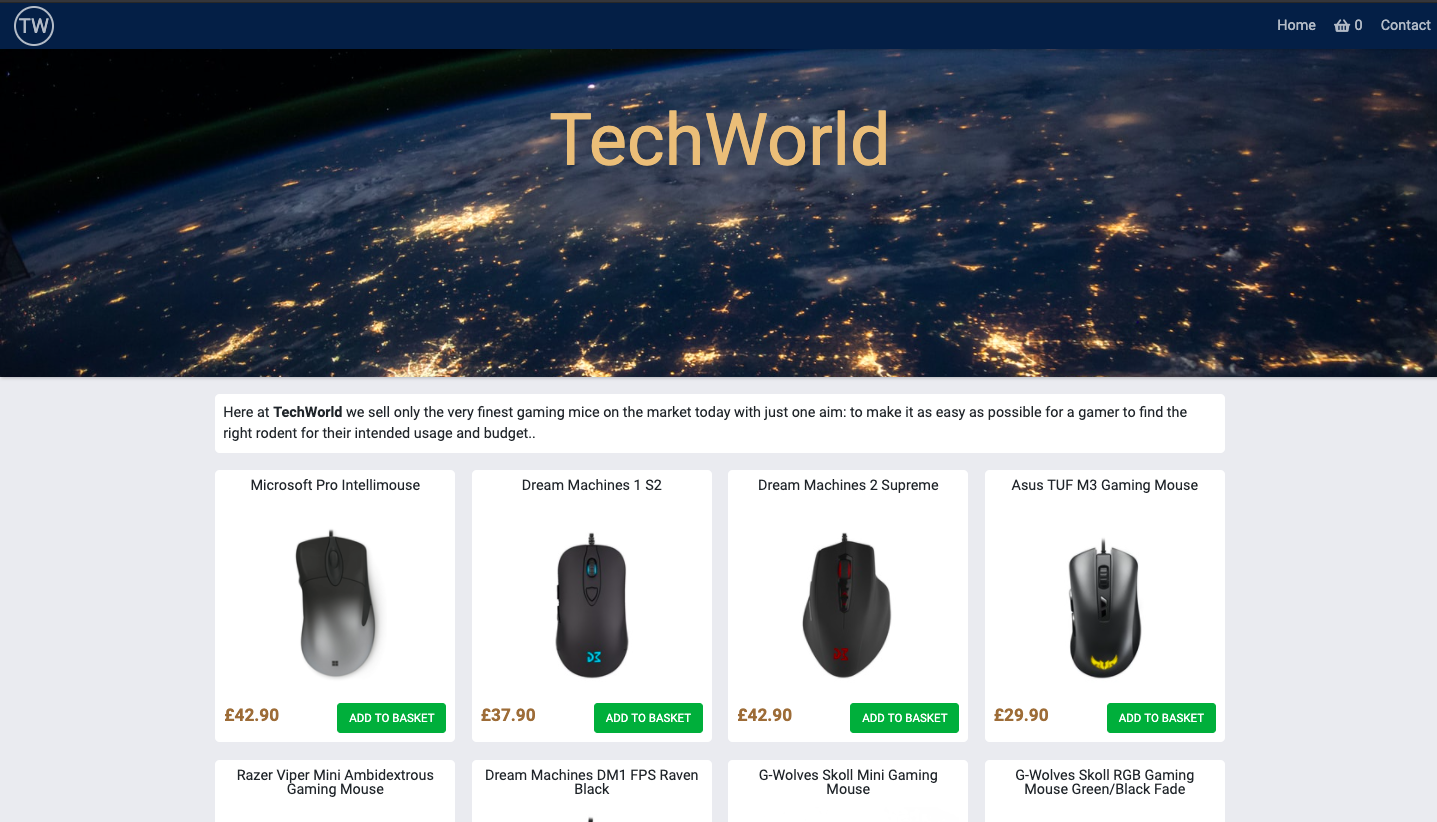 TW
Home
0
Contact
TechWorld
Here at TechWorld we sell only the very finest gaming mice on the market today with just one aim: to make it as easy as possible for a gamer to find the
right rodent for their intended usage and budget..
Microsoft Pro Intellimouse
£42.90
ADD TO BASKET
Dream Machines 1 S2
£37.90
ADD TO BASKET
Dream Machines 2 Supreme
£42.90
ADD TO BASKET
Asus TUF M3 Gaming Mouse
£29.90
ADD TO BASKET
Razer Viper Mini Ambidextrous
Gaming Mouse
Dream Machines DM1 FPS Raven
Black
G-Wolves Skoll Mini Gaming
Mouse
G-Wolves Skoll RGB Gaming
Mouse Green/Black Fade